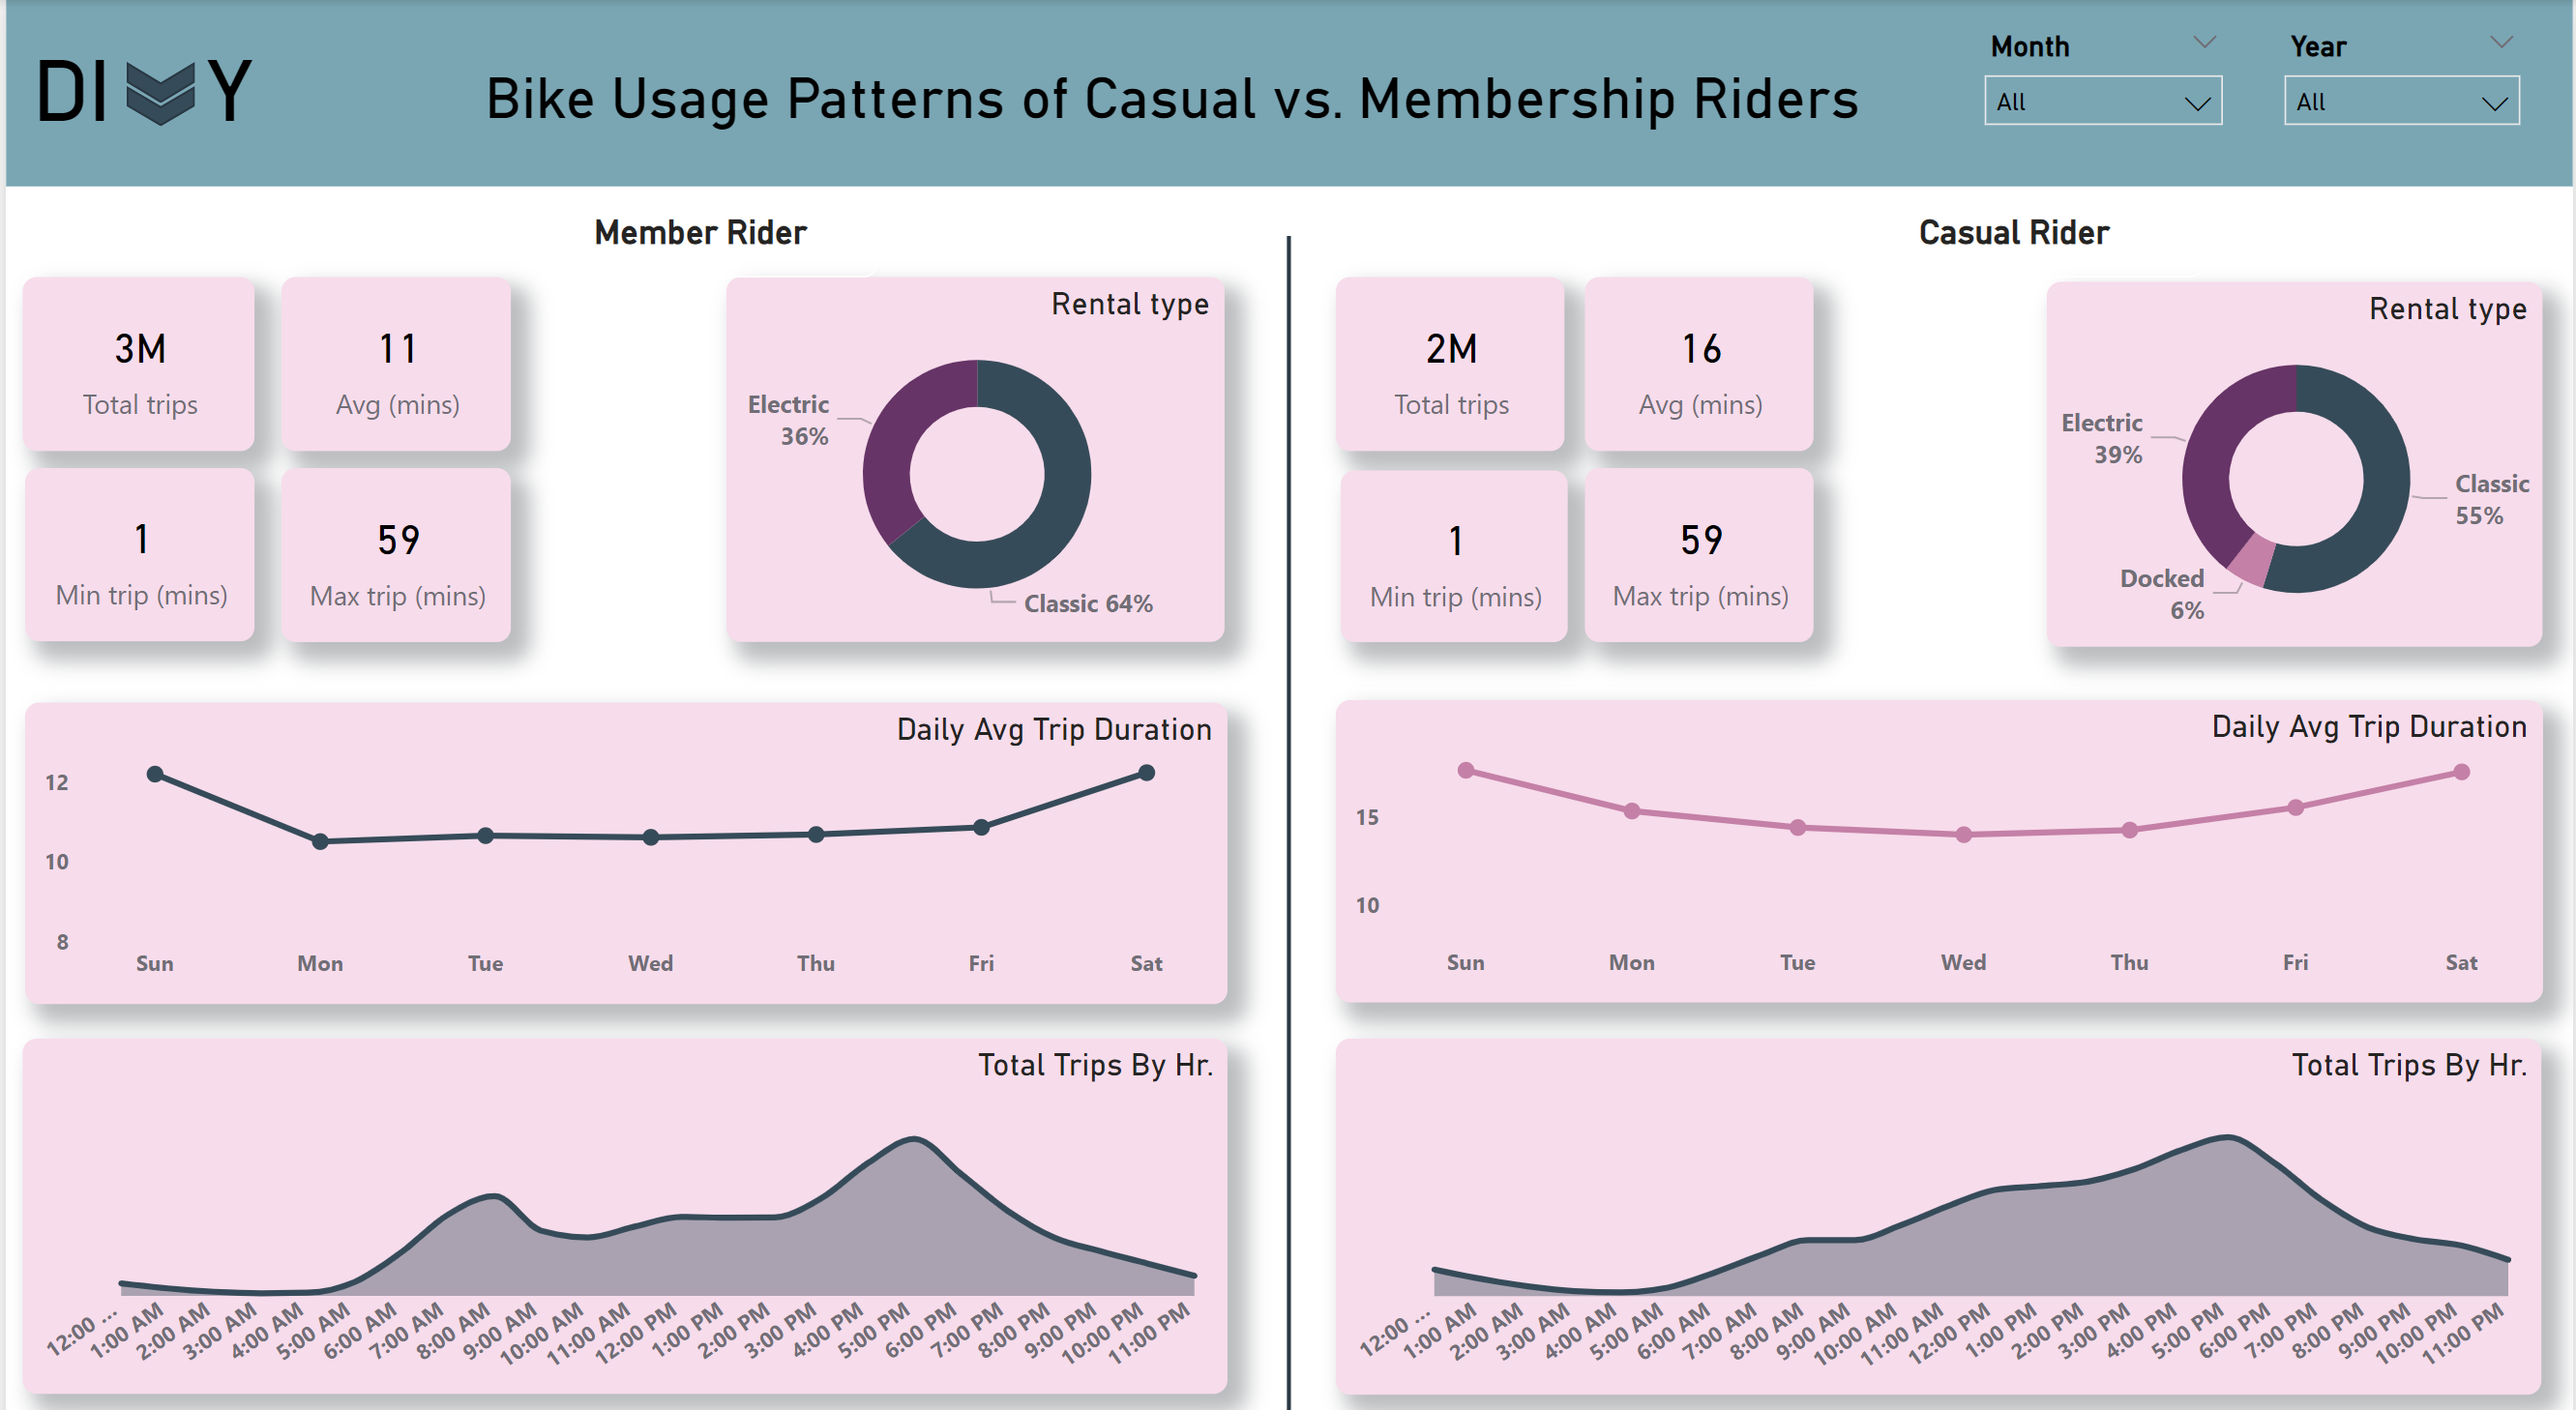 DIVY
Bike Usage Patterns of Casual vs. Membership Riders
Month
All
Year
All
Member Rider
3M
Total trips
11
Avg (mins)
1
Min trip (mins)
59
Max trip (mins)
Rental type
Electric
36%
Classic 64%
Daily Avg Trip Duration
12
10
8
Sun Mon Tue Wed Thu Fri Sat
Total Trips By Hr.
12:00 ... 1:00 AM 2:00 AM 3:00 AM 4:00 AM 5:00 AM 6:00 AM 7:00 AM 8:00 AM 9:00 AM 10:00 AM 11:00 AM 12:00 PM 1:00 PM 2:00 PM 3:00 PM 4:00 PM 5:00 PM 6:00 PM 7:00 PM 8:00 PM 9:00 PM 10:00 PM 11:00 PM
Casual Rider
2M
Total trips
16
Avg (mins)
1
Min trip (mins)
59
Max trip (mins)
Rental type
Electric
39%
Classic
55%
Docked
6%
Daily Avg Trip Duration
15
10
Sun Mon Tue Wed Thu Fri Sat
Total Trips By Hr.
12:00 ... 1:00 AM 2:00 AM 3:00 AM 4:00 AM 5:00 AM 6:00 AM 7:00 AM 8:00 AM 9:00 AM 10:00 AM 11:00 AM 12:00 PM 1:00 PM 2:00 PM 3:00 PM 4:00 PM 5:00 PM 6:00 PM 7:00 PM 8:00 PM 9:00 PM 10:00 PM 11:00 PM